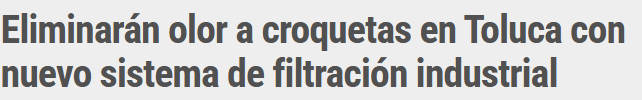 Eliminarán olor a croquetas en Toluca con
nuevo sistema de filtración industrial